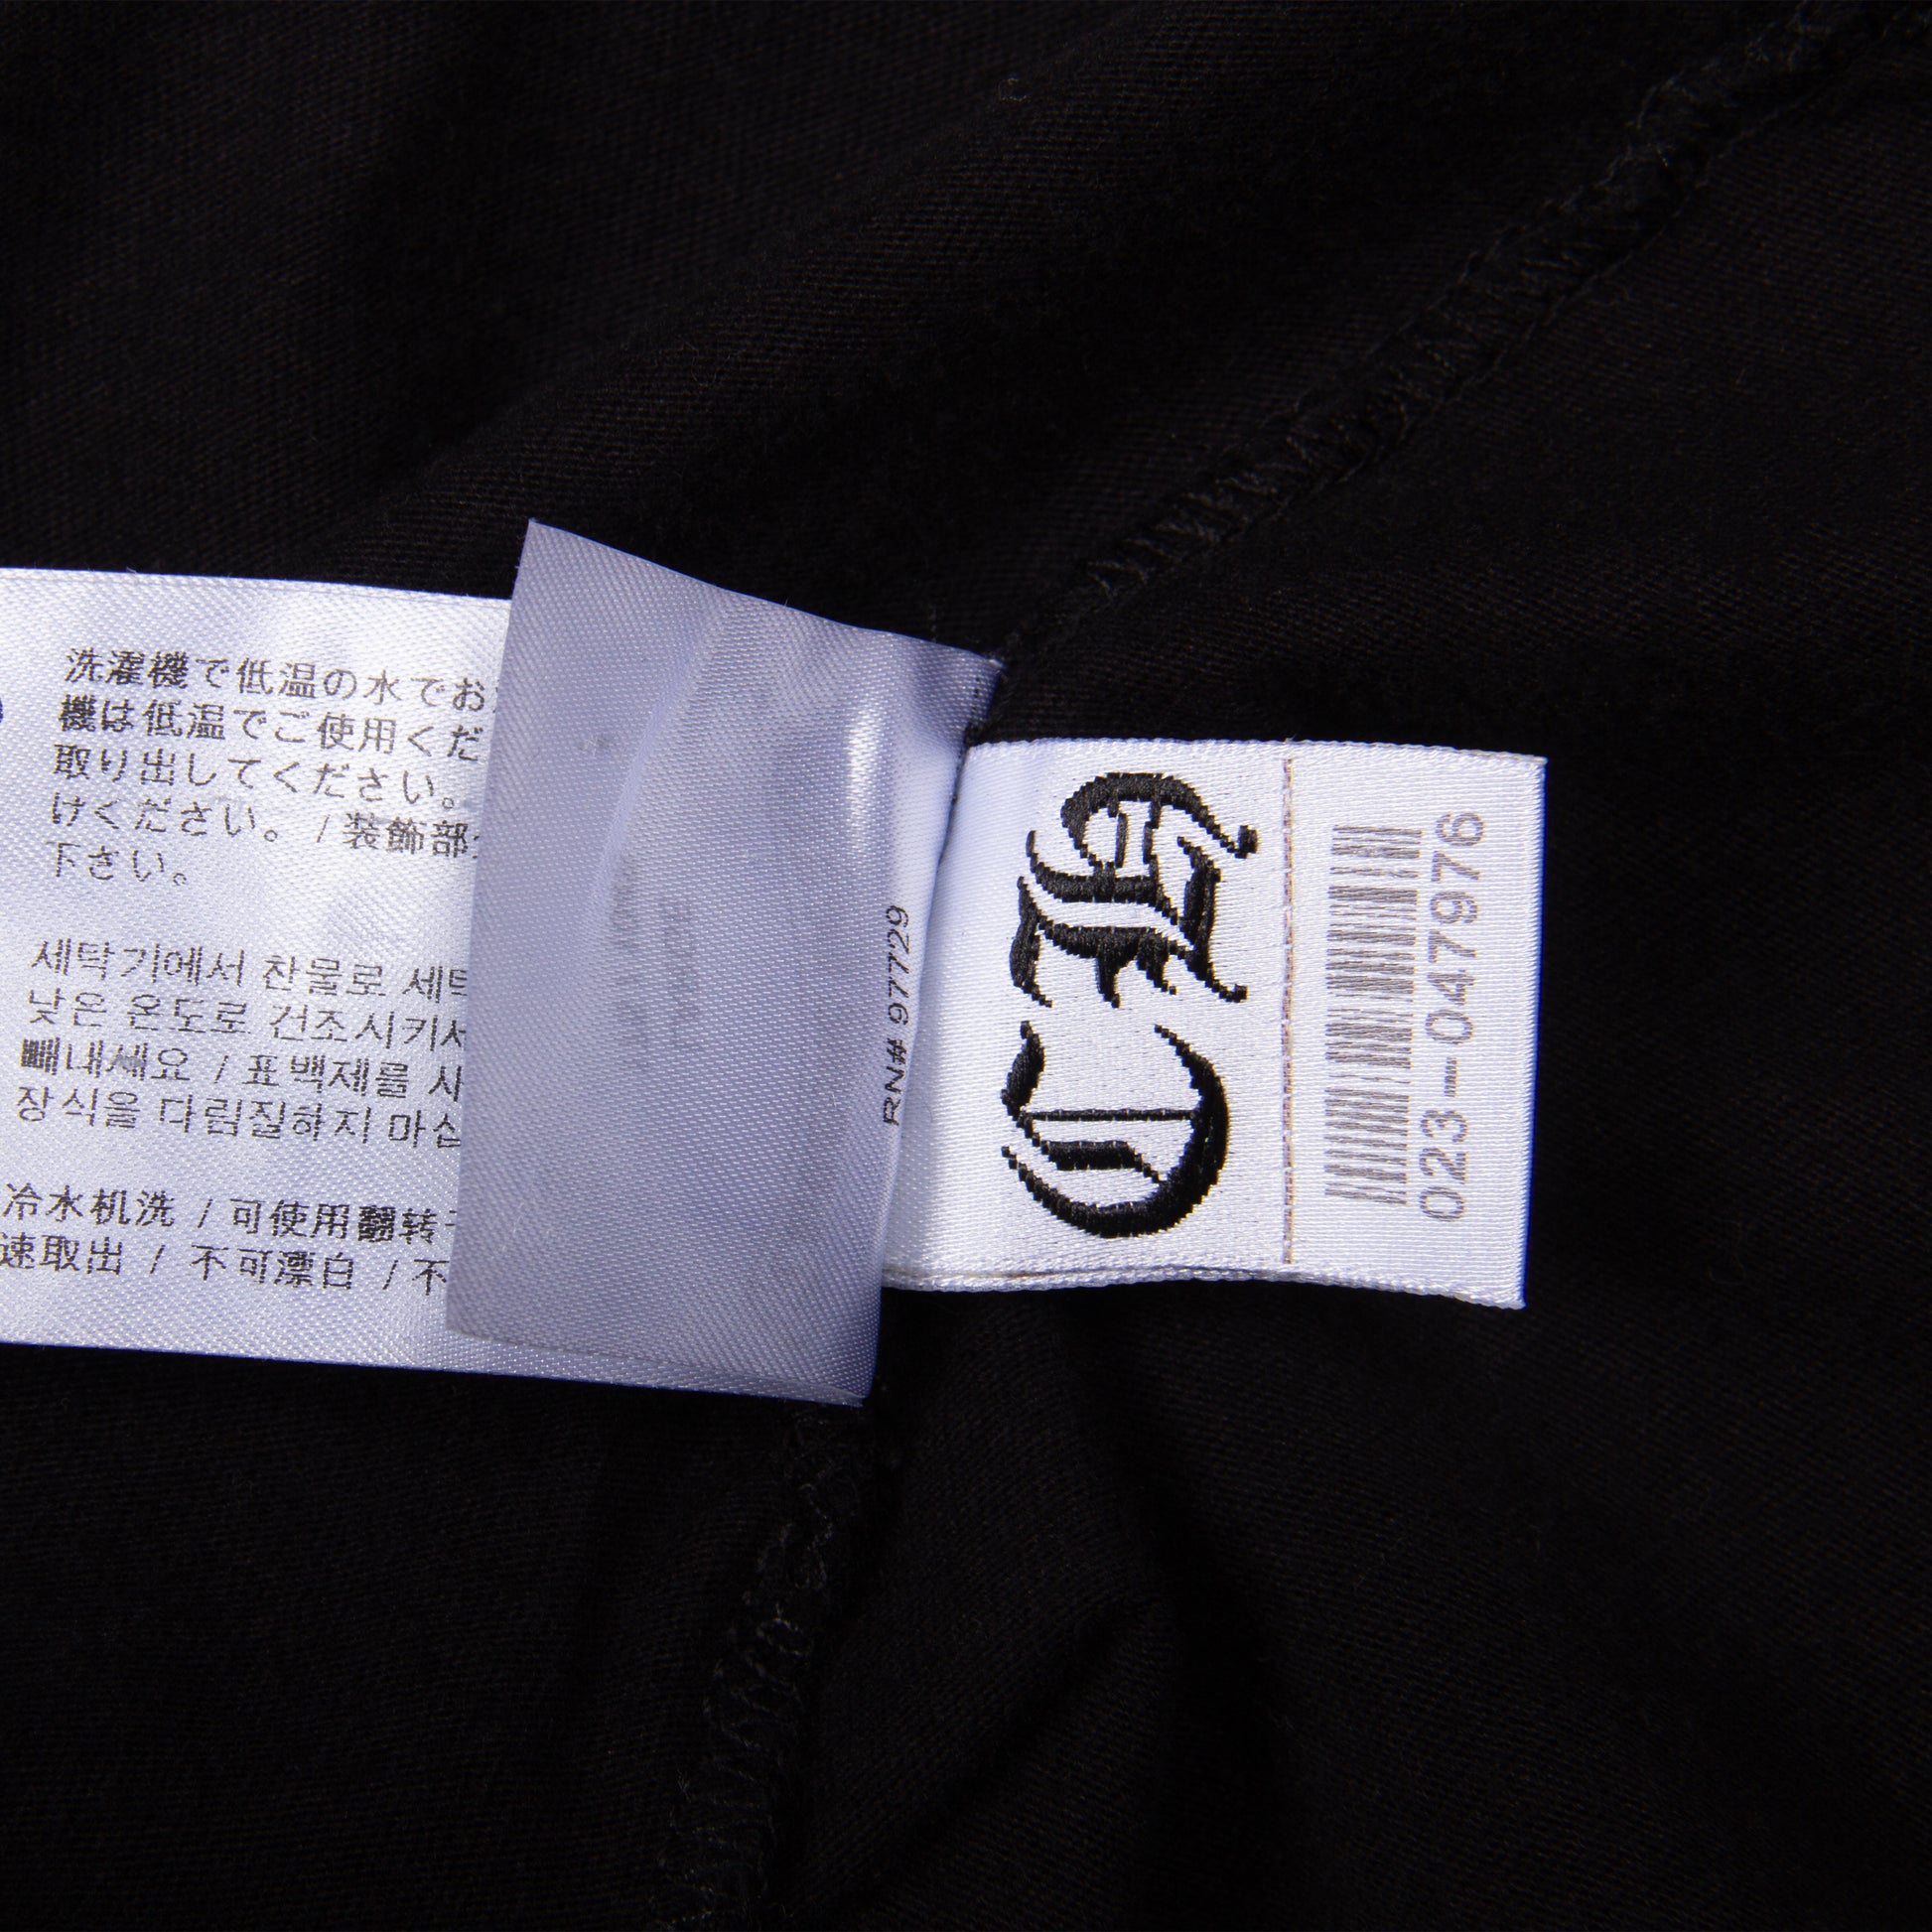 洗濯機で低温の水でお
機は低温でご使用くだ
取り出してください。
けください。 / 装飾部
下さい。
세탁기에서 찬물로 세탁
낮은 온도로 건조시키서
빼내세요 / 표백제를 사
장식을 다림질하지 마십
冷水机洗 / 可使用翻转
速取出 / 不可漂白 / 不
RN# 97729
CH
023-047976